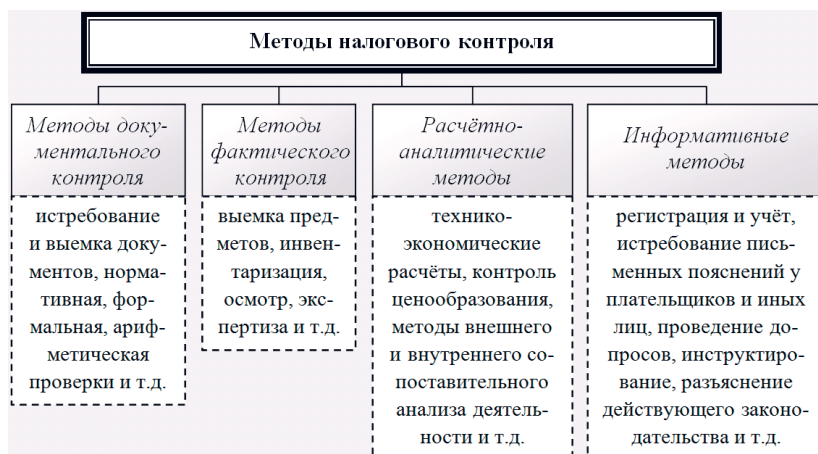 Методы налогового контроля
Методы доку-
ментального
контроля
истребование
и выемка доку-
ментов, норма-
тивная, фор-
мальная, ариф-
метическая
проверки и т.д.
Методы
фактического
контроля
выемка пред-
метов, инвен-
таризация,
осмотр, экс-
пертиза и т.д.
Расчётно-
аналитические
методы
технико-
экономические
расчёты, контроль
ценообразования,
методы внешнего
и внутреннего со-
поставительного
анализа деятель-
ности и т.д.
Информативные
методы
регистрация и учёт,
истребование пись-
менных пояснений у
плательщиков и иных
лиц, проведение до-
просов, инструктиро-
вание, разъяснение
действующего законо-
дательства и т.д.